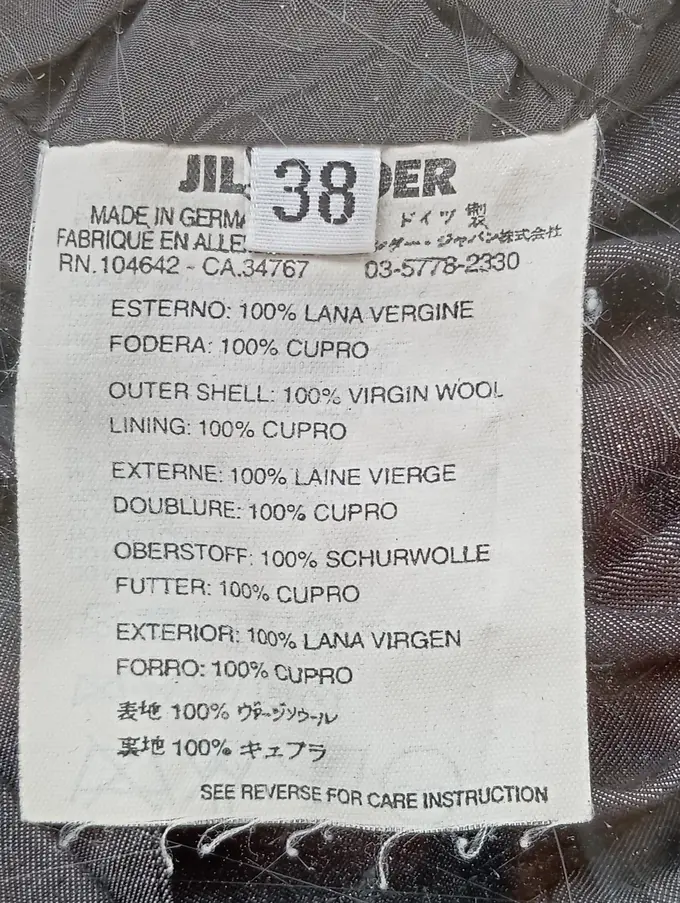 JIL DER
38
MADE IN GERMA ドイツ製
FABRIQUÉ EN ALLE ンダー・ジャパン株式会社
RN.104642 - CA.34767 03-5778-2330
ESTERNO: 100% LANA VERGINE
FODERA: 100% CUPRO
OUTER SHELL: 100% VIRGIN WOOL
LINING: 100% CUPRO
EXTERNE: 100% LAINE VIERGE
DOUBLURE: 100% CUPRO
OBERSTOFF: 100% SCHURWOLLE
FUTTER: 100% CUPRO
EXTERIOR: 100% LANA VIRGEN
FORRO: 100% CUPRO
表地 100% ヴァージンウール
裏地 100% キュプラ
SEE REVERSE FOR CARE INSTRUCTION